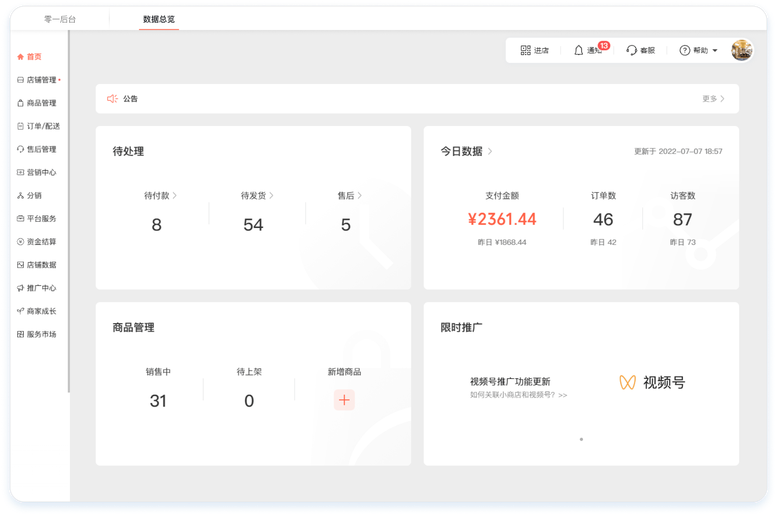 零一后台
数据总览
进店
通知
13
客服
帮助
首页
店铺管理
商品管理
订单/配送
售后管理
营销中心
分销
平台服务
资金结算
店铺数据
推广中心
商家成长
服务市场
公告
更多
待处理
待付款 待发货 售后
8 54 5
今日数据
更新于 2022-07-07 18:57
支付金额 订单数 访客数
¥2361.44 46 87
昨日 ¥1868.44 昨日 42 昨日 73
商品管理
销售中 待上架 新增商品
31 0
限时推广
视频号推广功能更新
如何关联小商店和视频号? >>
视频号